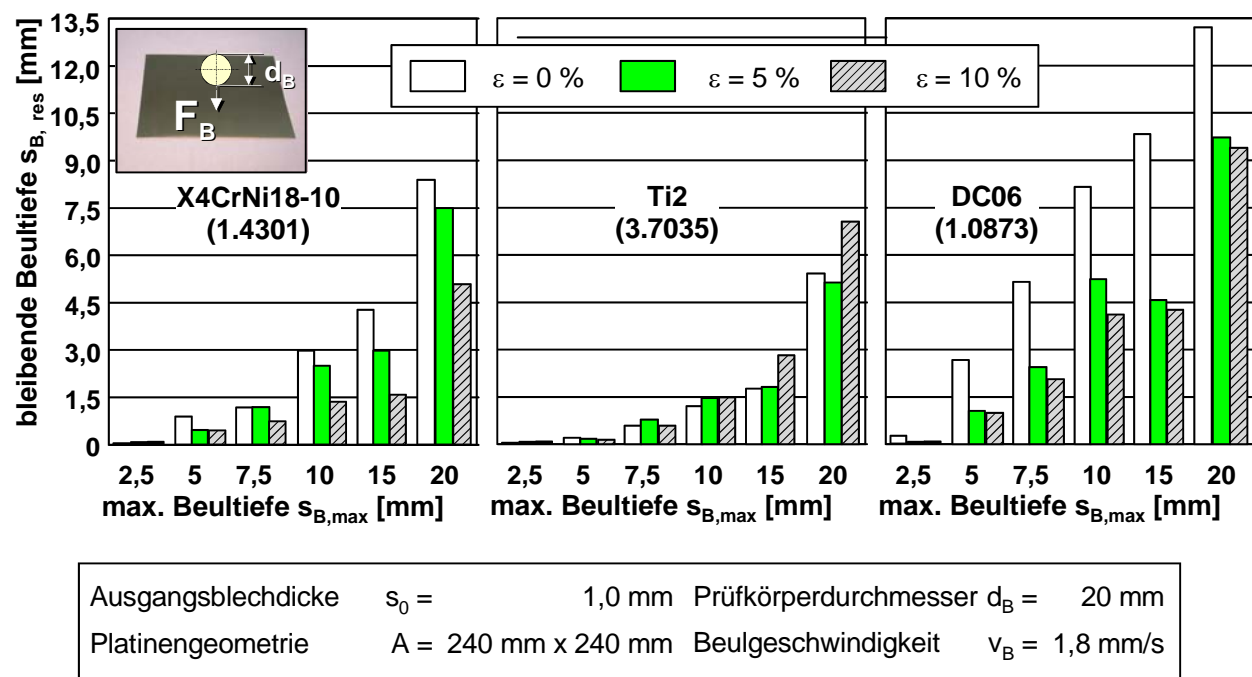 bleibende Beultiefe s_B, res [mm]
13,5
12,0
10,5
9,0
7,5
6,0
4,5
3,0
1,5
0
d_B
F_B
ε = 0 % ε = 5 % ε = 10 %
X4CrNi18-10
(1.4301)
Ti2
(3.7035)
DC06
(1.0873)
2,5 5 7,5 10 15 20
max. Beultiefe s_B,max [mm]
2,5 5 7,5 10 15 20
max. Beultiefe s_B,max [mm]
2,5 5 7,5 10 15 20
max. Beultiefe s_B,max [mm]
Ausgangsblechdicke s_0 = 1,0 mm Prüfkörperdurchmesser d_B = 20 mm
Platinengeometrie A = 240 mm x 240 mm Beulgeschwindigkeit v_B = 1,8 mm/s